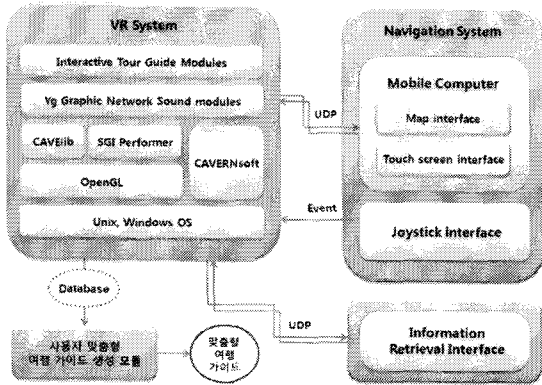 VR System
Interactive Tour Guide Modules
Yg Graphic Network Sound modules
CAVElib
SGI Performer
CAVERNsoft
OpenGL
Unix, Windows OS
Database
사용자 맞춤형
여행 가이드 생성 모듈
맞춤형
여행
가이드
UDP
Event
UDP
Navigation System
Mobile Computer
Map interface
Touch screen interface
Joystick interface
Information
Retrieval Interface